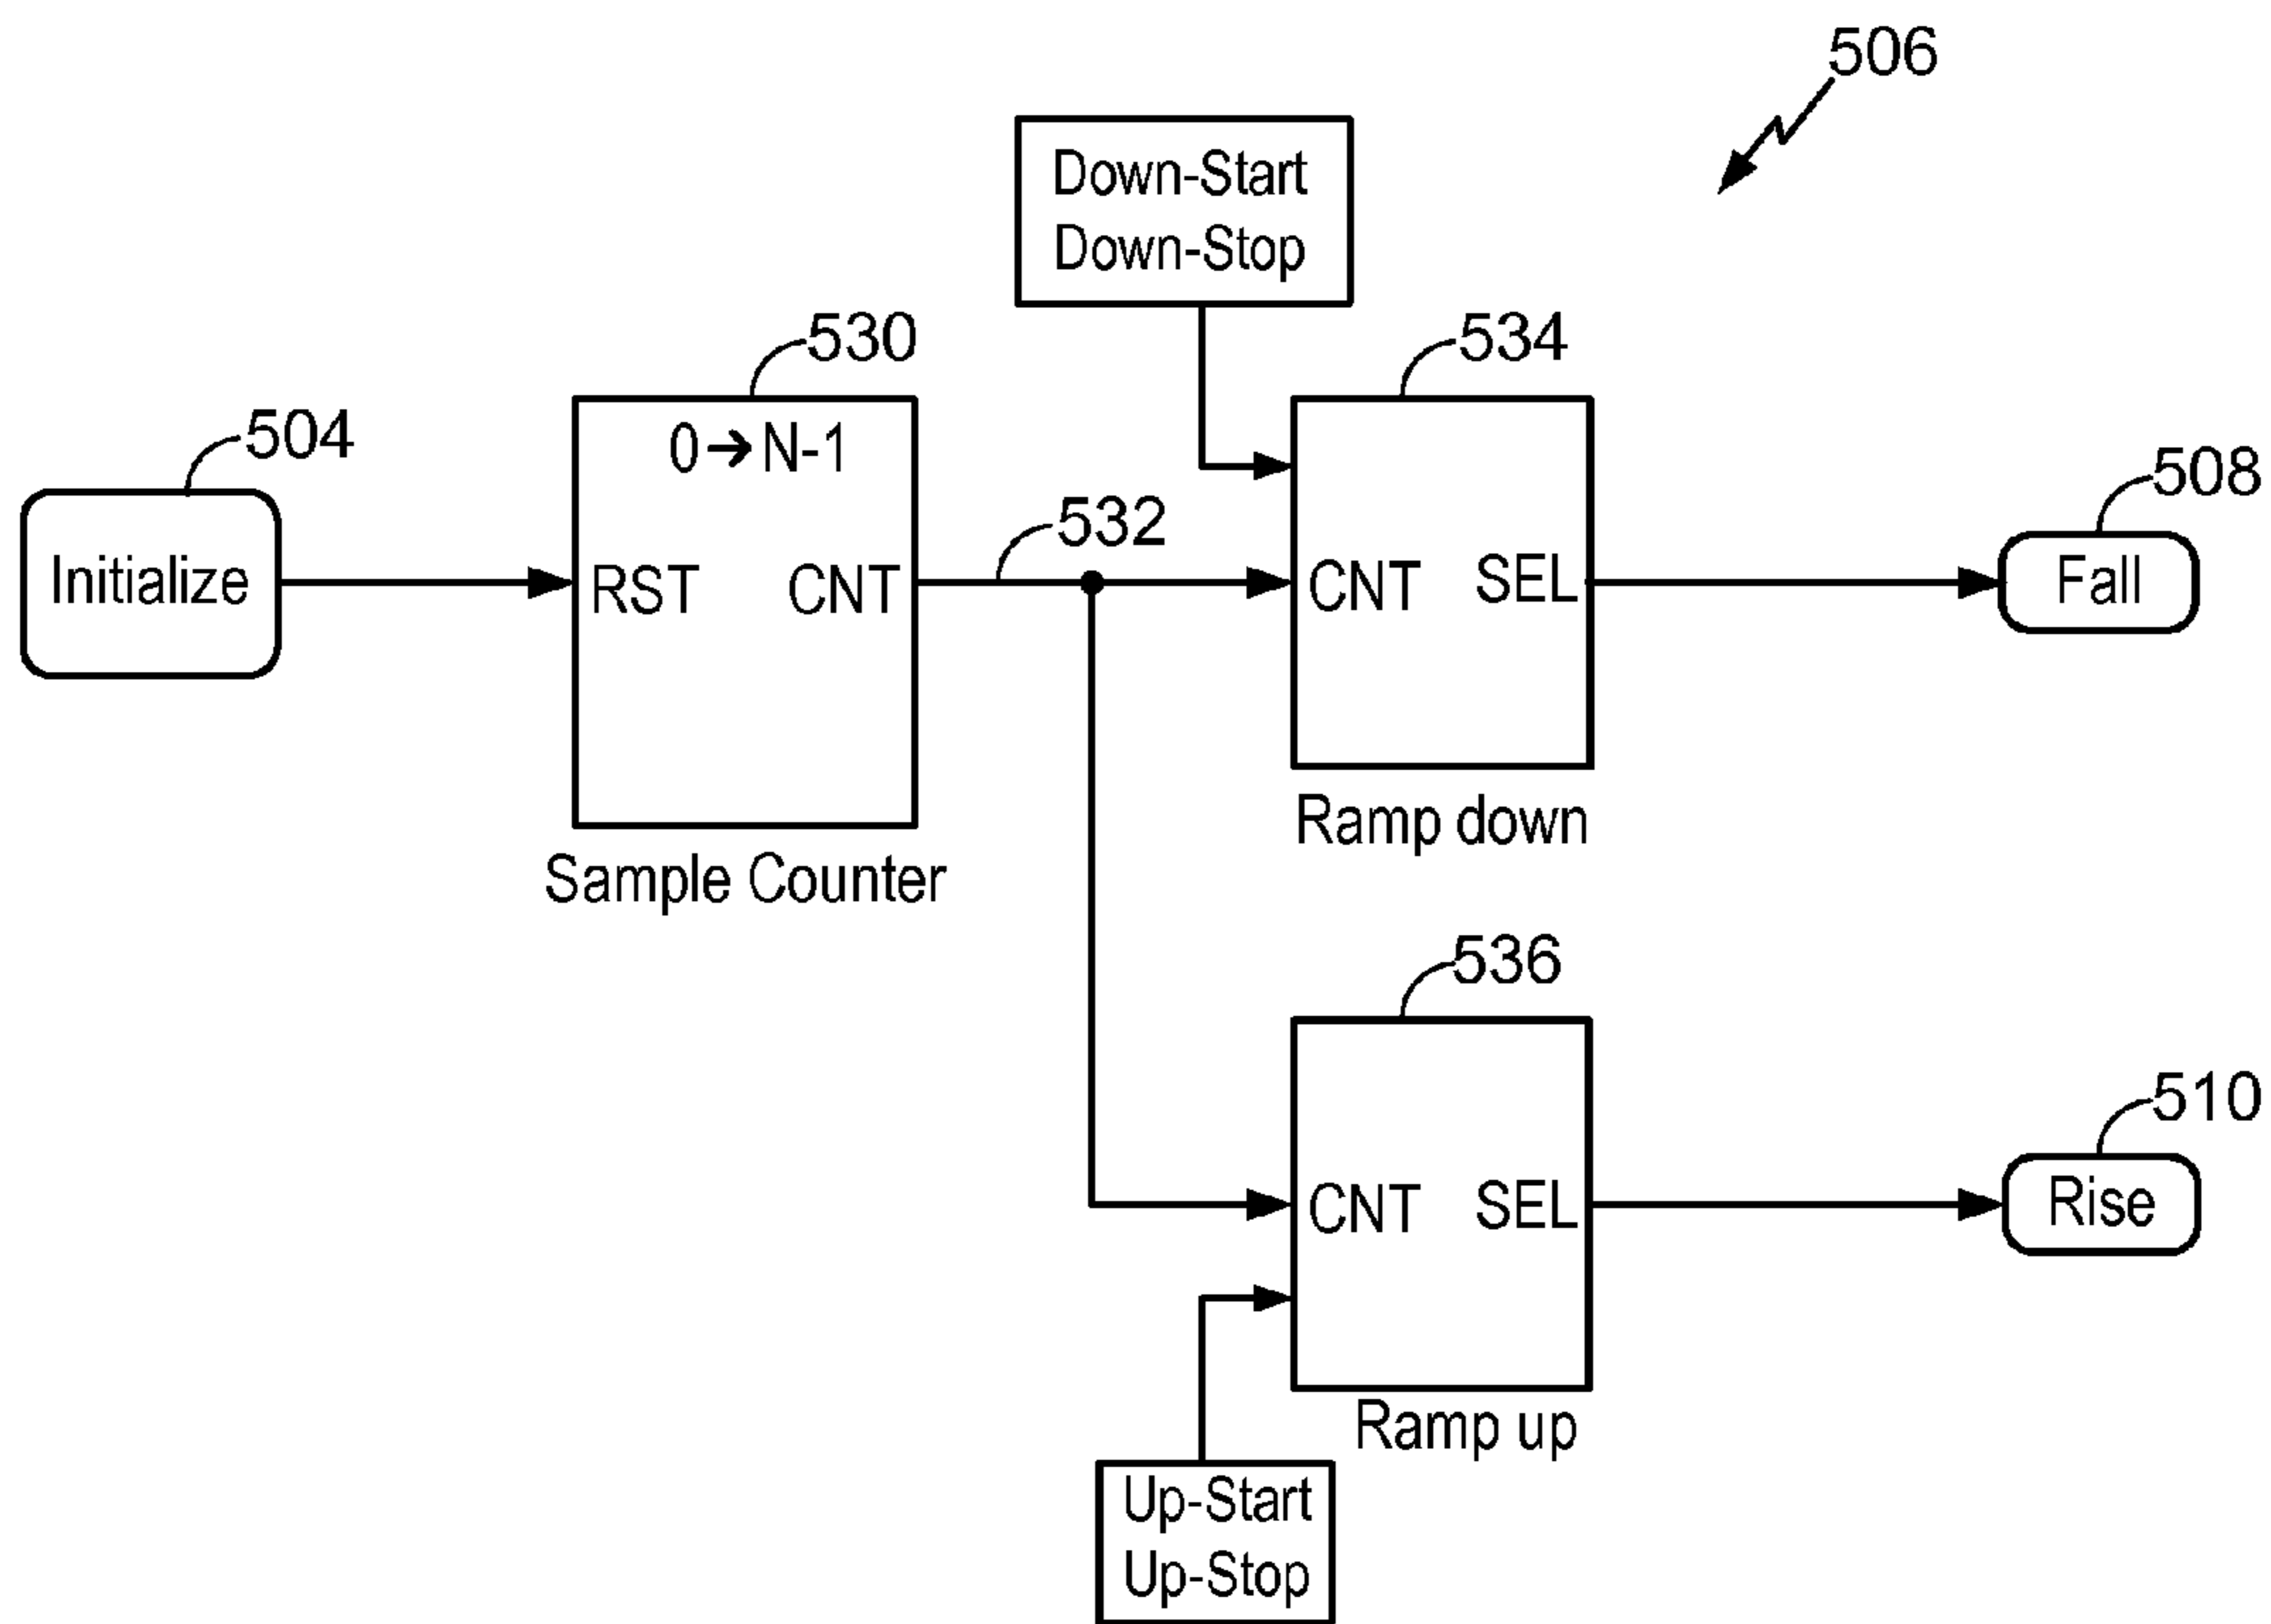 506
Down-Start
Down-Stop
530
534
504
0→N-1
508
532
Initialize
RST CNT
CNT SEL
Fall
Ramp down
Sample Counter
536
510
CNT SEL
Rise
Ramp up
Up-Start
Up-Stop